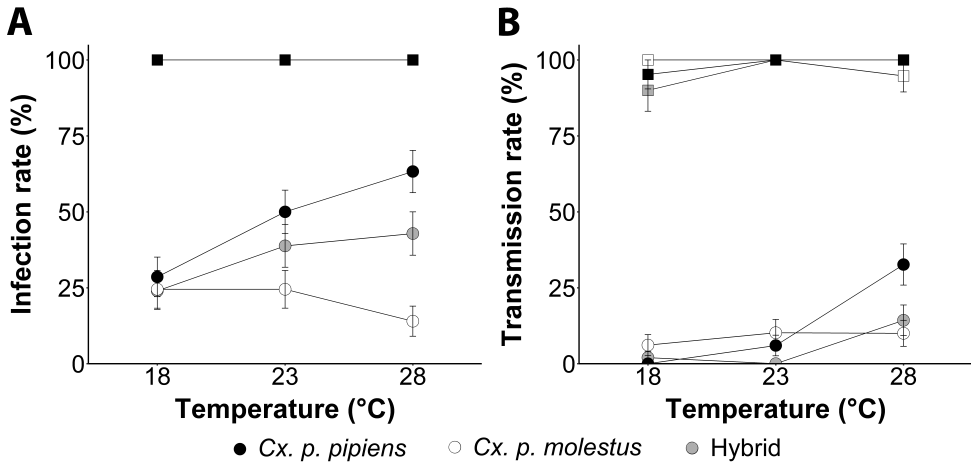 A
B
Infection rate (%)
100
75
50
25
0
18 23 28
Temperature (°C)
Transmission rate (%)
100
75
50
25
0
18 23 28
Temperature (°C)
Cx. p. pipiens Cx. p. molestus Hybrid